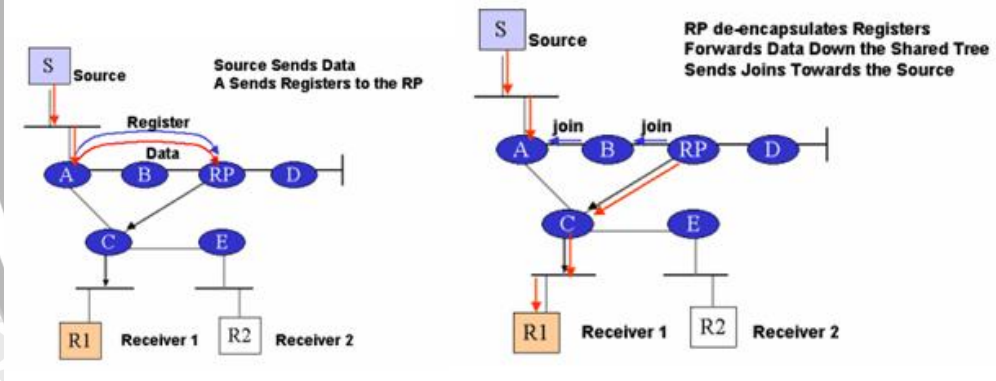 S
Source
Source Sends Data
A Sends Registers to the RP
Register
Data
A
B
RP
D
C
E
R1
Receiver 1
R2
Receiver 2
S
Source
RP de-encapsulates Registers
Forwards Data Down the Shared Tree
Sends Joins Towards the Source
join
join
A
B
RP
D
C
E
R1
Receiver 1
R2
Receiver 2